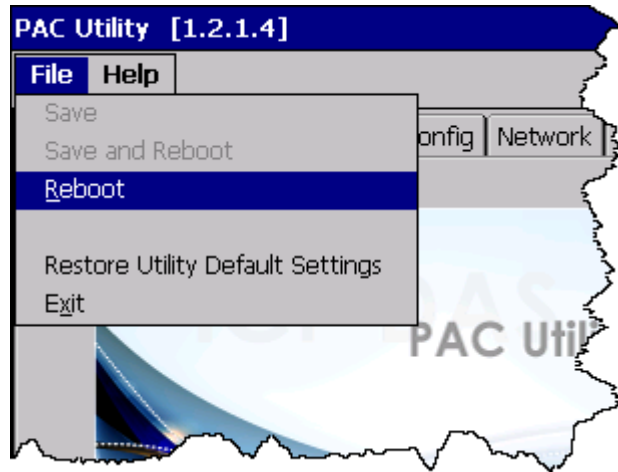 PAC Utility [1.2.1.4]
File Help
Save
Save and Reboot
onfig Network
Reboot
Restore Utility Default Settings
Exit
PAC Util